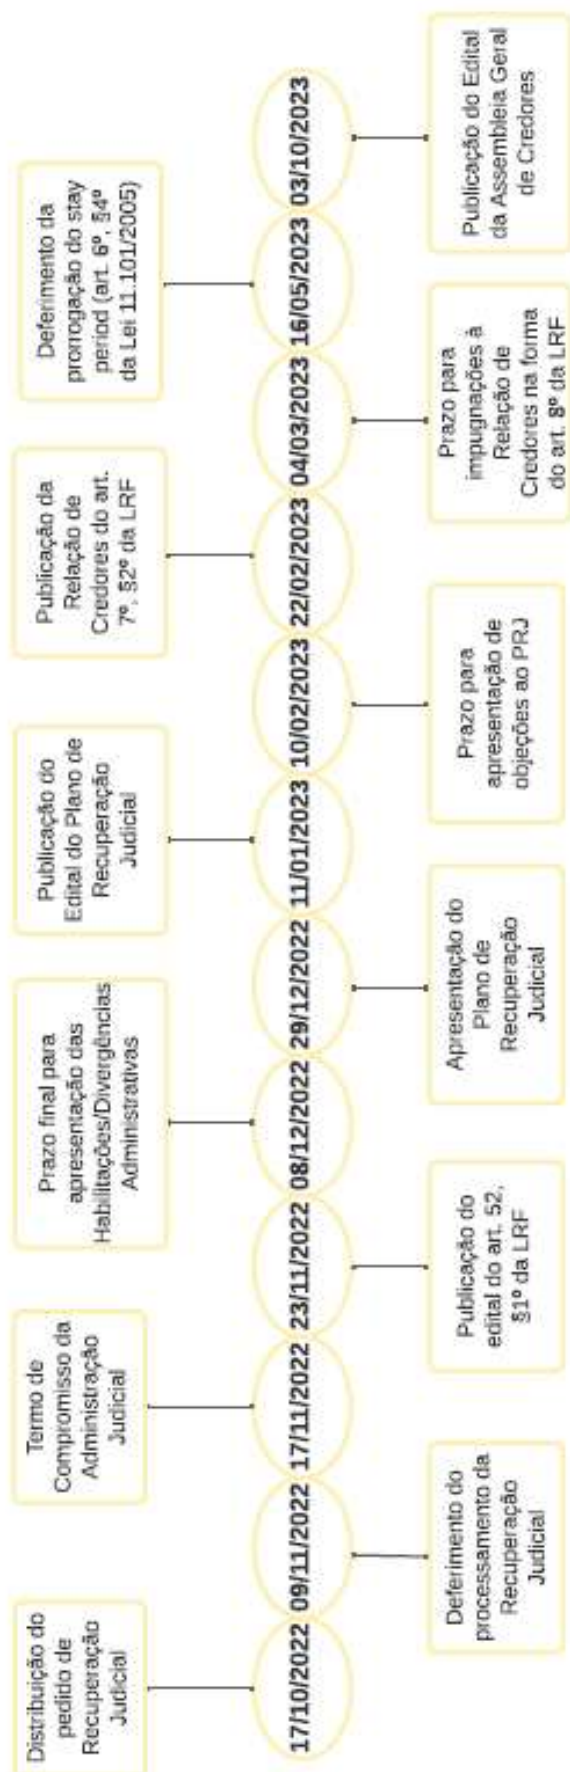 Distribuição do
pedido de
Recuperação
Judicial
17/10/2022
09/11/2022
Deferimento do
processamento da
Recuperação
Judicial
Termo de
Compromisso da
Administração
Judicial
17/11/2022
23/11/2022
Publicação do
edital do art. 52,
§1º da LRF
Prazo final para
apresentação das
Habilitações/Divergências
Administrativas
08/12/2022
29/12/2022
Apresentação do
Plano de
Recuperação
Judicial
Publicação do
Edital do Plano de
Recuperação
Judicial
11/01/2023
10/02/2023
Prazo para
apresentação de
objeções ao PRJ
Publicação da
Relação de
Credores do art.
7º, §2º da LRF
22/02/2023
04/03/2023
Prazo para
impugnações à
Relação de
Credores na forma
do art. 8º da LRF
Deferimento da
prorrogação do stay
period (art. 6º, §4º
da Lei 11.101/2005)
16/05/2023
03/10/2023
Publicação do Edital
da Assembleia Geral
de Credores